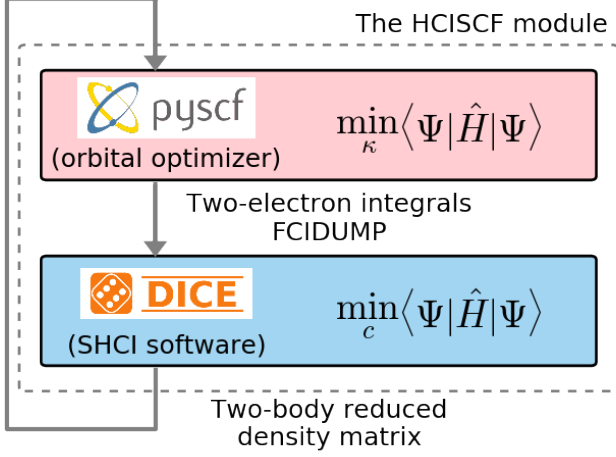 The HCISCF module
pyscf
(orbital optimizer)
min_κ⟨Ψ|Ĥ|Ψ⟩
Two-electron integrals
FCIDUMP
DICE
(SHCI software)
min_c⟨Ψ|Ĥ|Ψ⟩
Two-body reduced
density matrix